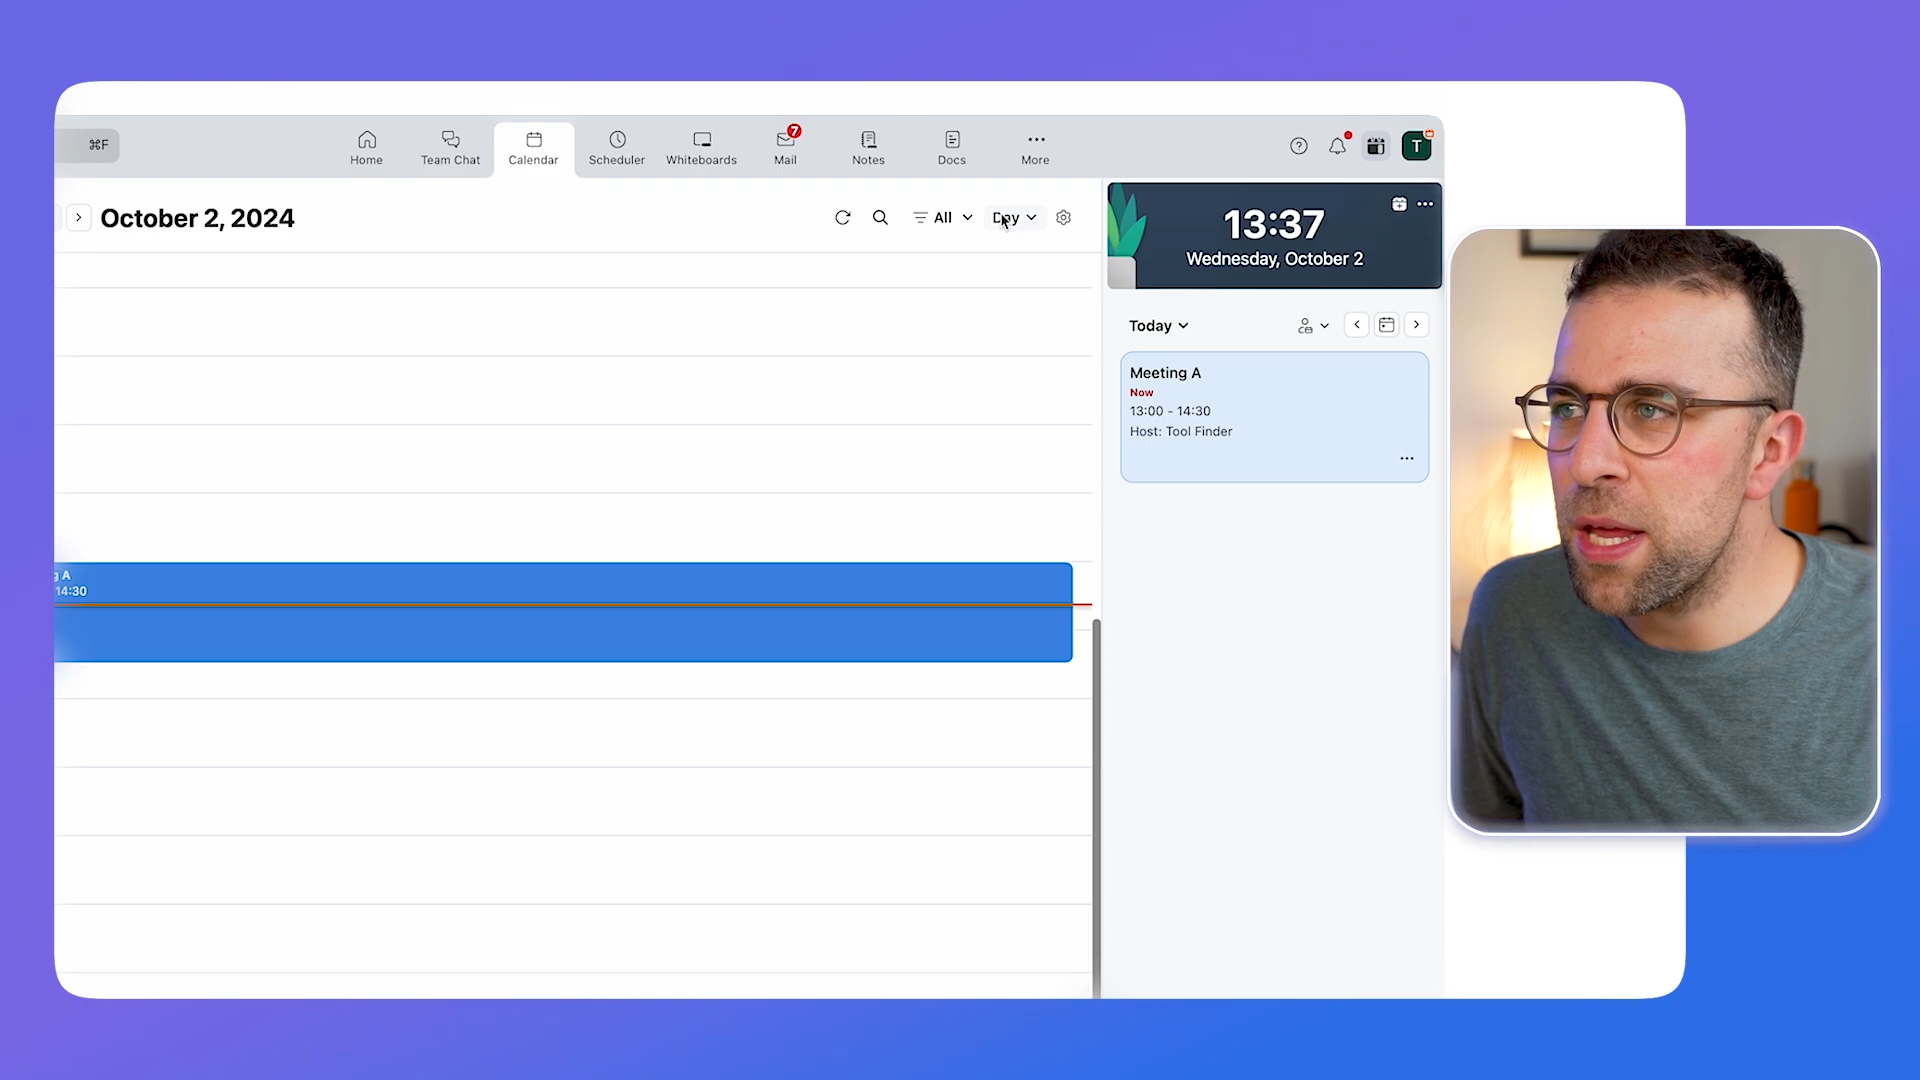 ⌘F
Home
Team Chat
Calendar
Scheduler
Whiteboards
7
Mail
Notes
Docs
More
T
October 2, 2024
All
Day
13:37
Wednesday, October 2
Today
Meeting A
Now
13:00 - 14:30
Host: Tool Finder
g A
14:30